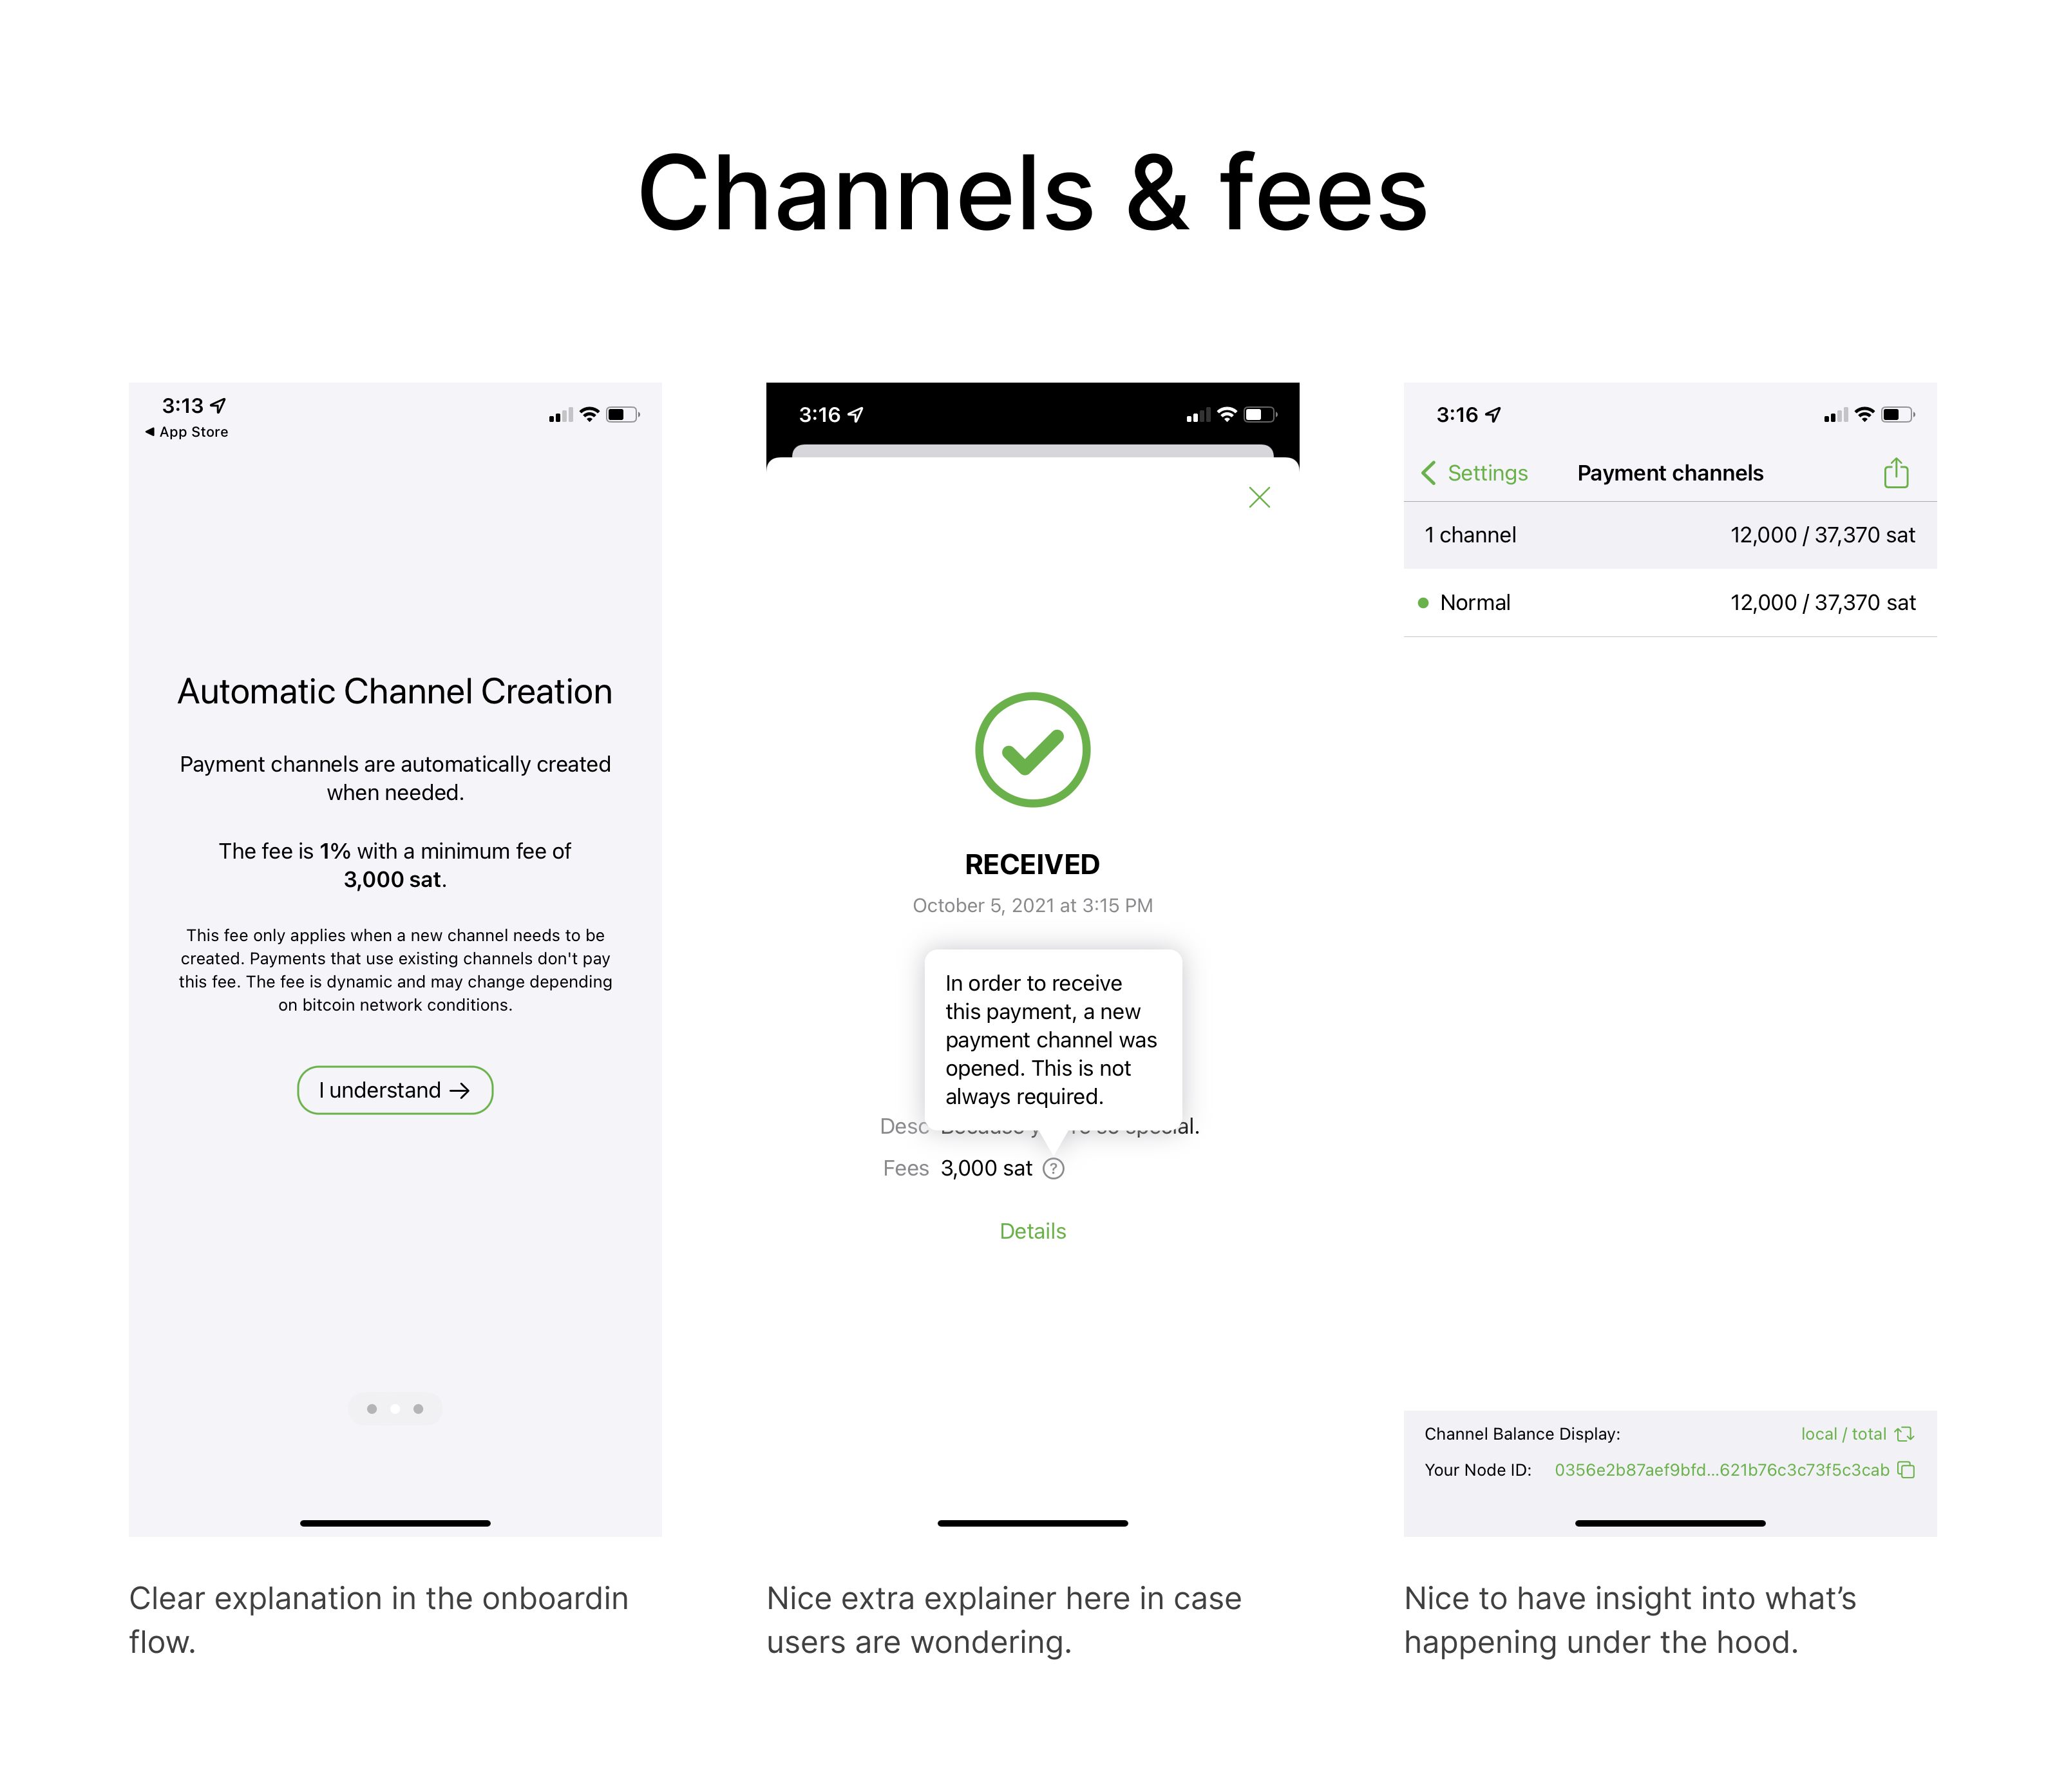 Channels & fees
3:13
◀ App Store
Automatic Channel Creation
Payment channels are automatically created
when needed.
The fee is 1% with a minimum fee of
3,000 sat.
This fee only applies when a new channel needs to be
created. Payments that use existing channels don't pay
this fee. The fee is dynamic and may change depending
on bitcoin network conditions.
I understand →
Clear explanation in the onboardin
flow.
3:16
RECEIVED
October 5, 2021 at 3:15 PM
In order to receive
this payment, a new
payment channel was
opened. This is not
always required.
Desc Because you're so special.
Fees 3,000 sat ?
Details
Nice extra explainer here in case
users are wondering.
3:16
Settings Payment channels
1 channel 12,000 / 37,370 sat
Normal 12,000 / 37,370 sat
Channel Balance Display: local / total
Your Node ID: 0356e2b87aef9bfd...621b76c3c73f5c3cab
Nice to have insight into what’s
happening under the hood.